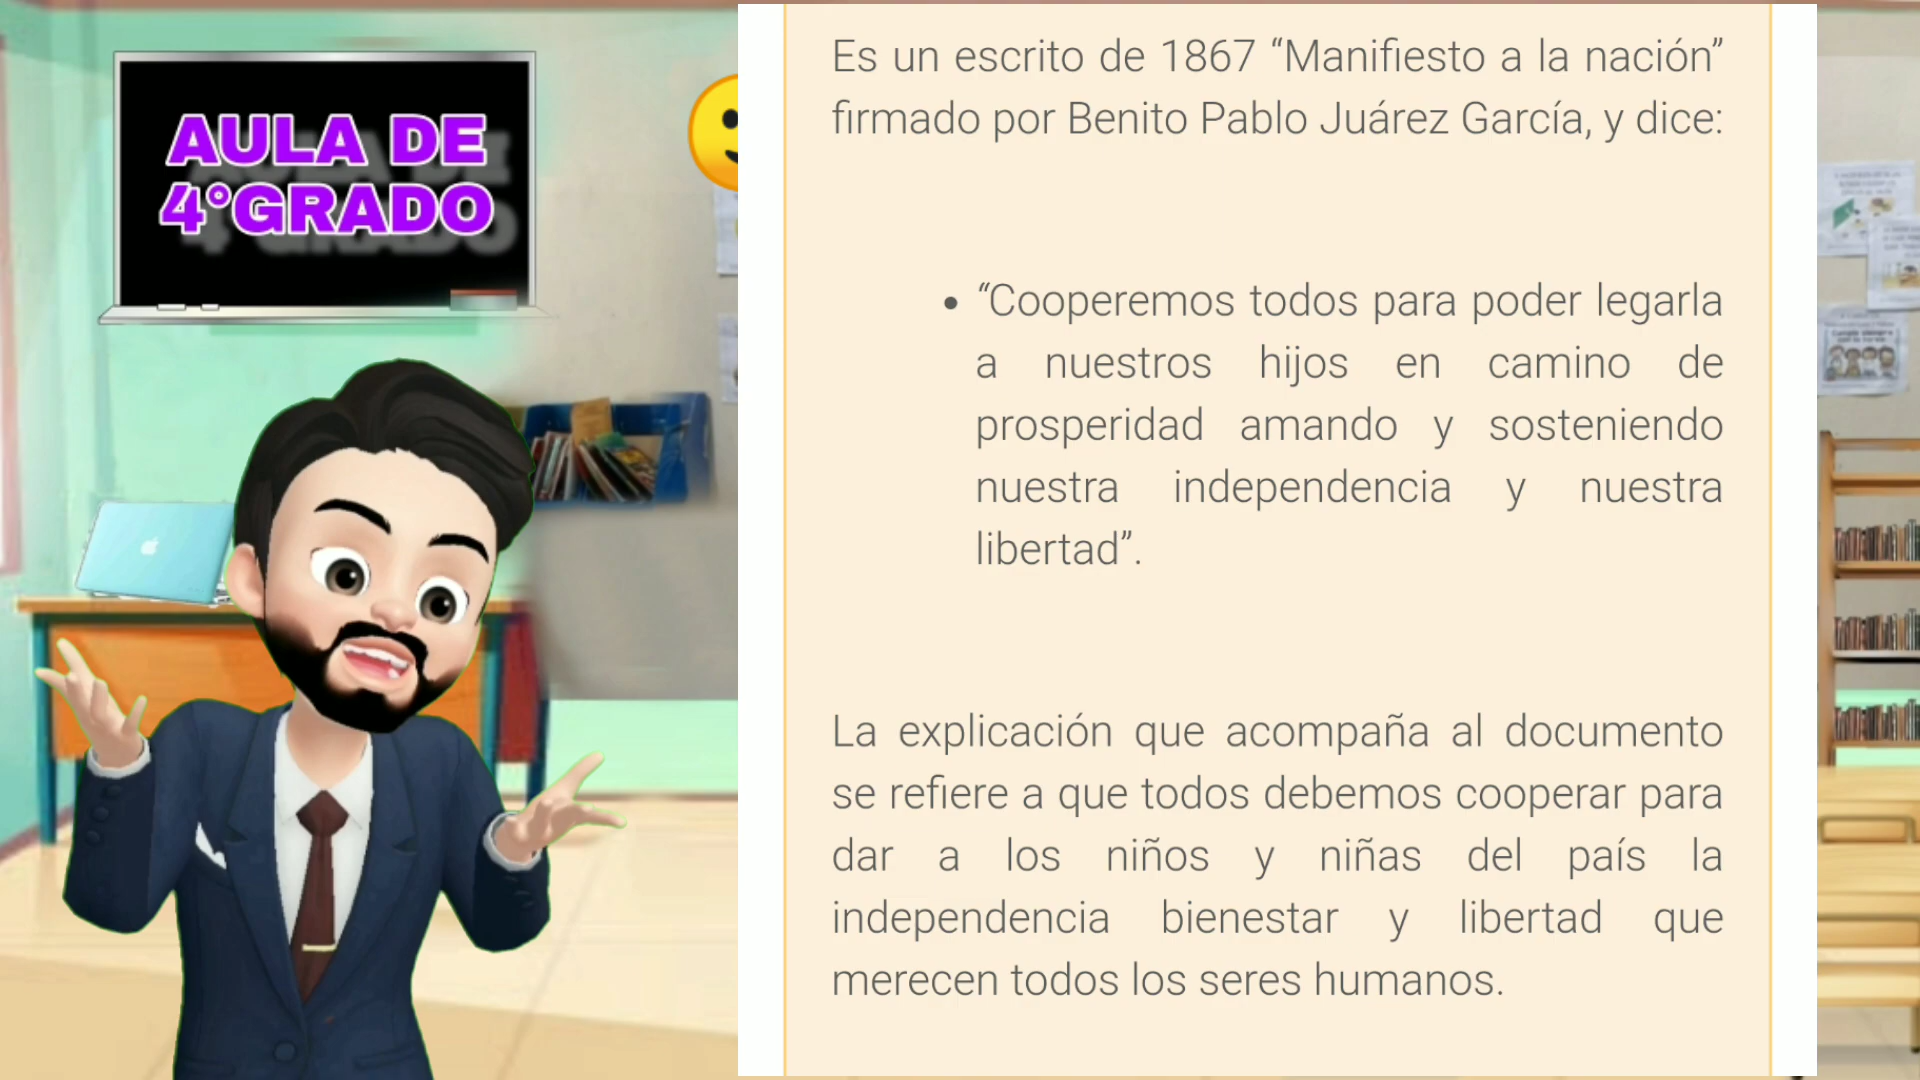 AULA DE
4°GRADO
Es un escrito de 1867 “Manifiesto a la nación”
firmado por Benito Pablo Juárez García, y dice:
• “Cooperemos todos para poder legarla
a nuestros hijos en camino de
prosperidad amando y sosteniendo
nuestra independencia y nuestra
libertad”.
La explicación que acompaña al documento
se refiere a que todos debemos cooperar para
dar a los niños y niñas del país la
independencia bienestar y libertad que
merecen todos los seres humanos.